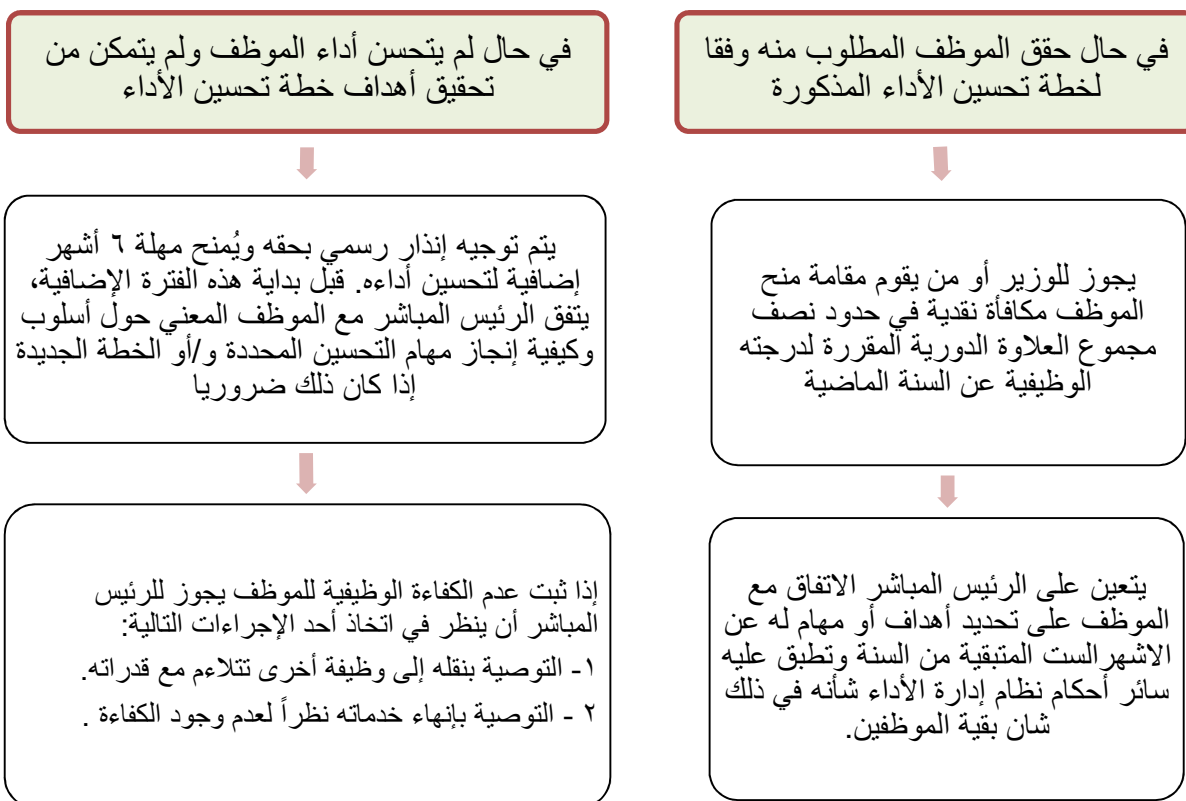 في حال حقق الموظف المطلوب منه وفقا
لخطة تحسين الأداء المذكورة
يجوز للوزير أو من يقوم مقامة منح
الموظف مكافأة نقدية في حدود نصف
مجموع العلاوة الدورية المقررة لدرجته
الوظيفية عن السنة الماضية
يتعين على الرئيس المباشر الاتفاق مع
الموظف على تحديد أهداف أو مهام له عن
الاشهرالست المتبقية من السنة وتطبق عليه
سائر أحكام نظام إدارة الأداء شأنه في ذلك
شان بقية الموظفين.
في حال لم يتحسن أداء الموظف ولم يتمكن من
تحقيق أهداف خطة تحسين الأداء
يتم توجيه إنذار رسمي بحقه ويُمنح مهلة ٦ أشهر
إضافية لتحسين أداءه. قبل بداية هذه الفترة الإضافية،
يتفق الرئيس المباشر مع الموظف المعني حول أسلوب
وكيفية إنجاز مهام التحسين المحددة و/أو الخطة الجديدة
إذا كان ذلك ضروريا
إذا ثبت عدم الكفاءة الوظيفية للموظف يجوز للرئيس
المباشر أن ينظر في اتخاذ أحد الإجراءات التالية:
١- التوصية بنقله إلى وظيفة أخرى تتلاءم مع قدراته.
٢ - التوصية بإنهاء خدماته نظراً لعدم وجود الكفاءة .